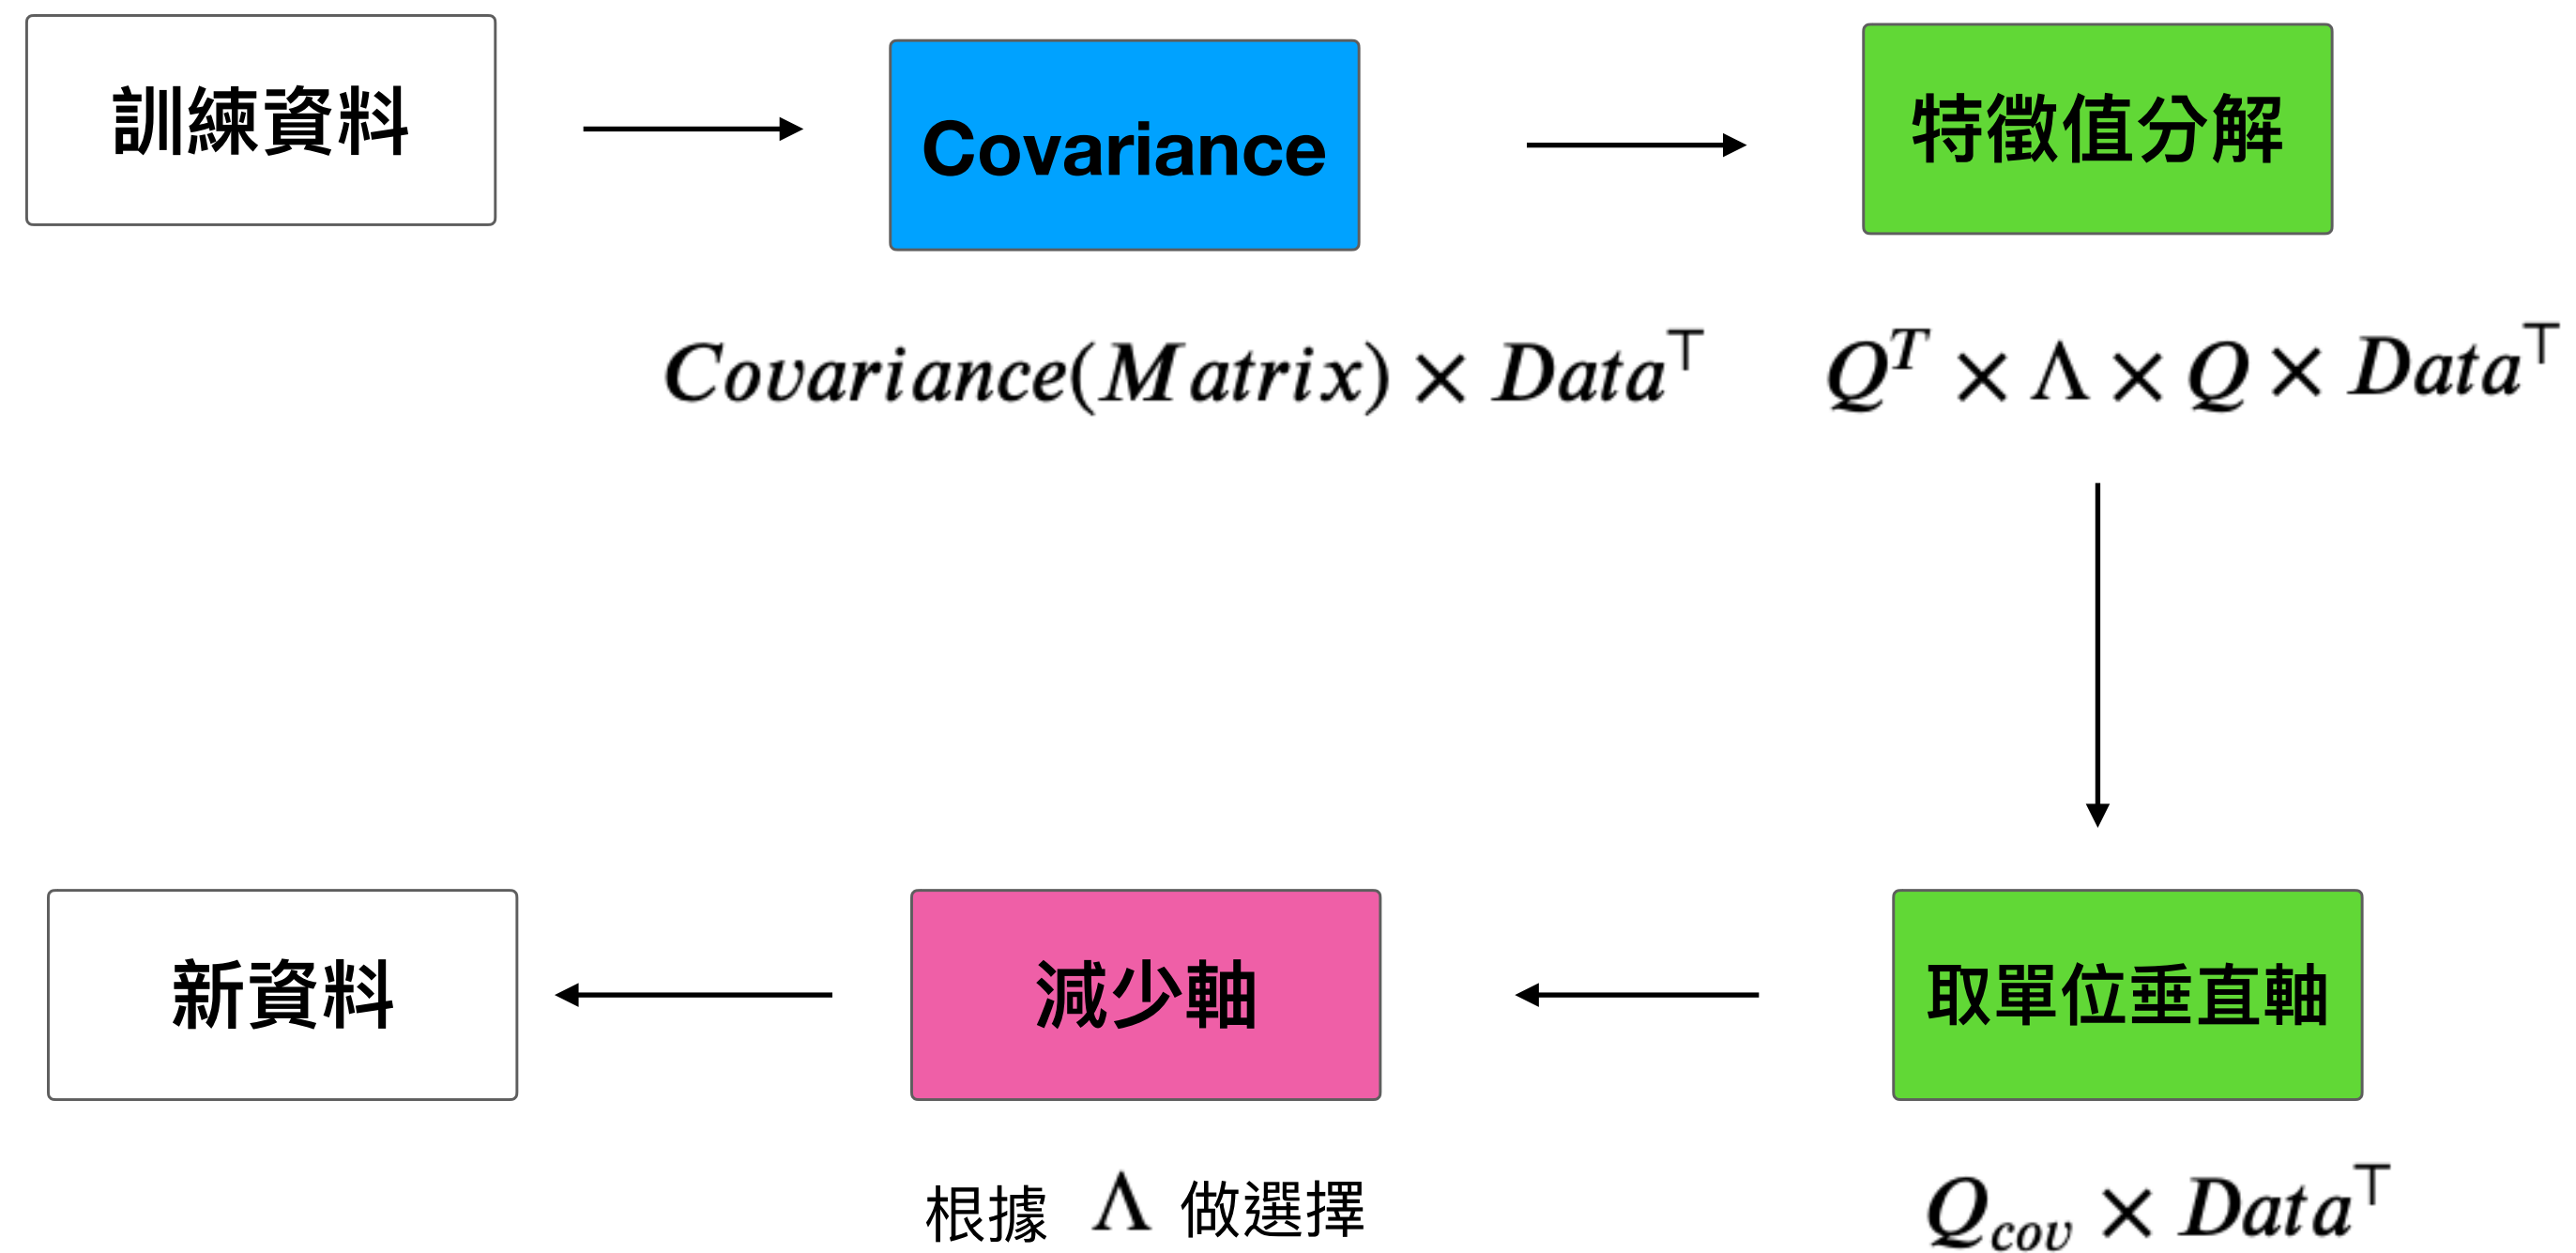 訓練資料
Covariance
特徵值分解
Covariance(Matrix) × Data⊤
Qᵀ × Λ × Q × Data⊤
新資料
減少軸
取單位垂直軸
根據 Λ 做選擇
Q_cov × Data⊤